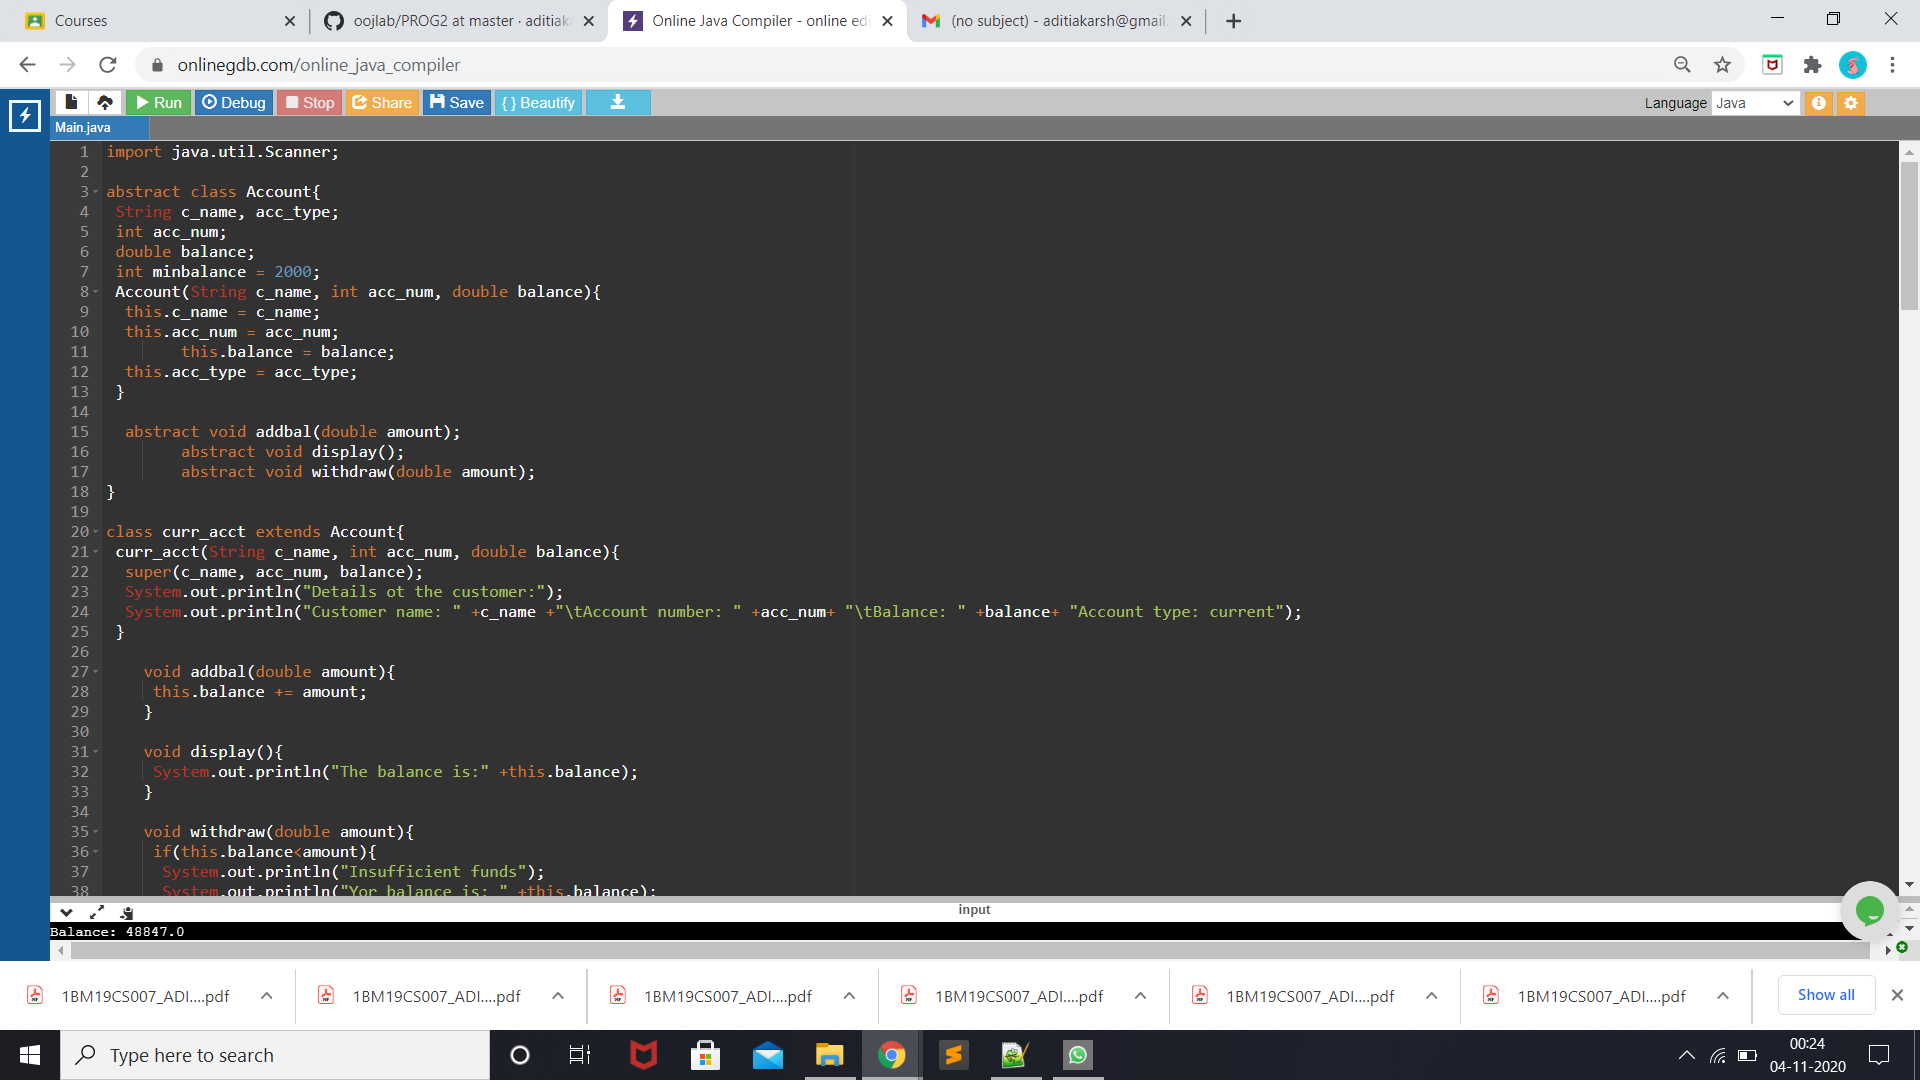 Courses
oojlab/PROG2 at master · aditiak
Online Java Compiler - online edi
(no subject) - aditiakarsh@gmail.
onlinegdb.com/online_java_compiler
Run
Debug
Stop
Share
Save
{ } Beautify
Language
Java
Main.java
1 import java.util.Scanner;
2
3 abstract class Account{
4 String c_name, acc_type;
5 int acc_num;
6 double balance;
7 int minbalance = 2000;
8 Account(String c_name, int acc_num, double balance){
9 this.c_name = c_name;
10 this.acc_num = acc_num;
11 this.balance = balance;
12 this.acc_type = acc_type;
13 }
14
15 abstract void addbal(double amount);
16 abstract void display();
17 abstract void withdraw(double amount);
18 }
19
20 class curr_acct extends Account{
21 curr_acct(String c_name, int acc_num, double balance){
22 super(c_name, acc_num, balance);
23 System.out.println("Details ot the customer:");
24 System.out.println("Customer name: " +c_name +"\tAccount number: " +acc_num+ "\tBalance: " +balance+ "Account type: current");
25 }
26
27 void addbal(double amount){
28 this.balance += amount;
29 }
30
31 void display(){
32 System.out.println("The balance is:" +this.balance);
33 }
34
35 void withdraw(double amount){
36 if(this.balance<amount){
37 System.out.println("Insufficient funds");
38 System.out.println("Yor balance is: " +this.balance);
input
Balance: 48847.0
1BM19CS007_ADI....pdf
1BM19CS007_ADI....pdf
1BM19CS007_ADI....pdf
1BM19CS007_ADI....pdf
1BM19CS007_ADI....pdf
1BM19CS007_ADI....pdf
Show all
Type here to search
00:24
04-11-2020